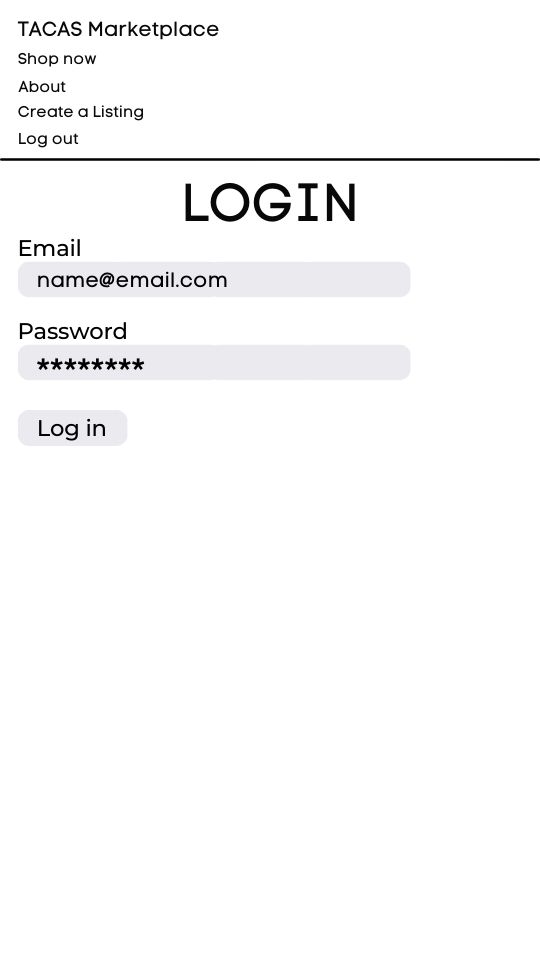 TACAS Marketplace
Shop now
About
Create a Listing
Log out
LOGIN
Email
name@email.com
Password
********
Log in